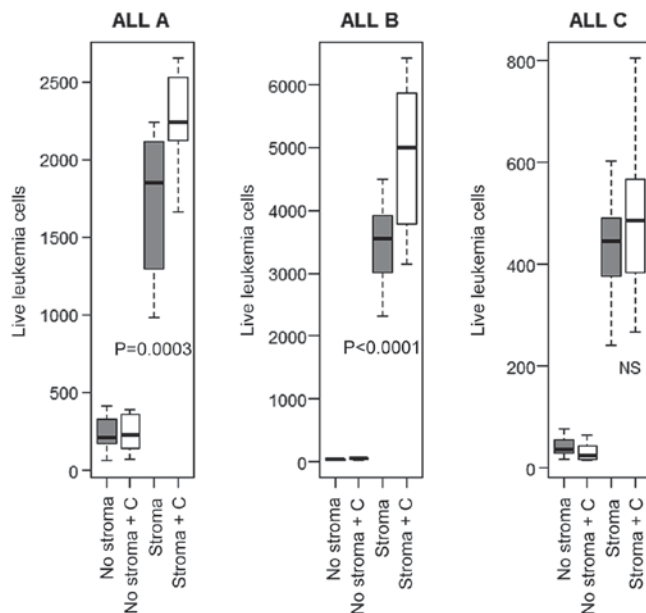 ALL A
Live leukemia cells
2500
2000
1500
1000
500
0
P=0.0003
No stroma
No stroma + C
Stroma
Stroma + C
ALL B
Live leukemia cells
6000
5000
4000
3000
2000
1000
0
P<0.0001
No stroma
No stroma + C
Stroma
Stroma + C
ALL C
Live leukemia cells
800
600
400
200
0
NS
No stroma
No stroma + C
Stroma
Stroma + C